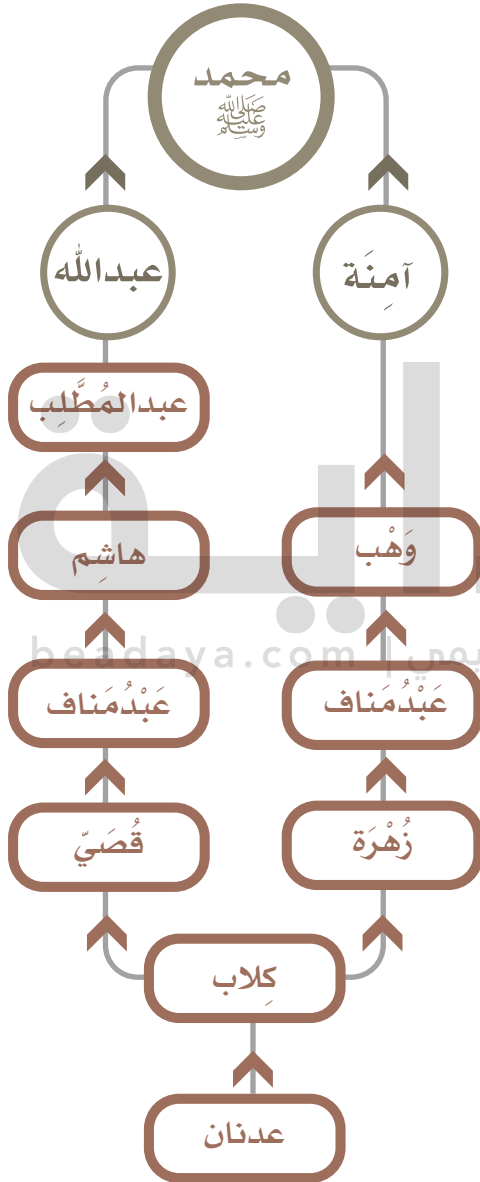 محمد
ﷺ
آمِنَة
عبدالله
عبدالمُطَّلِب
وَهْب
هاشِم
beadaya.com |
عَبْدُمَناف
عَبْدُمَناف
زُهْرَة
قُصَيّ
كِلاب
عدنان